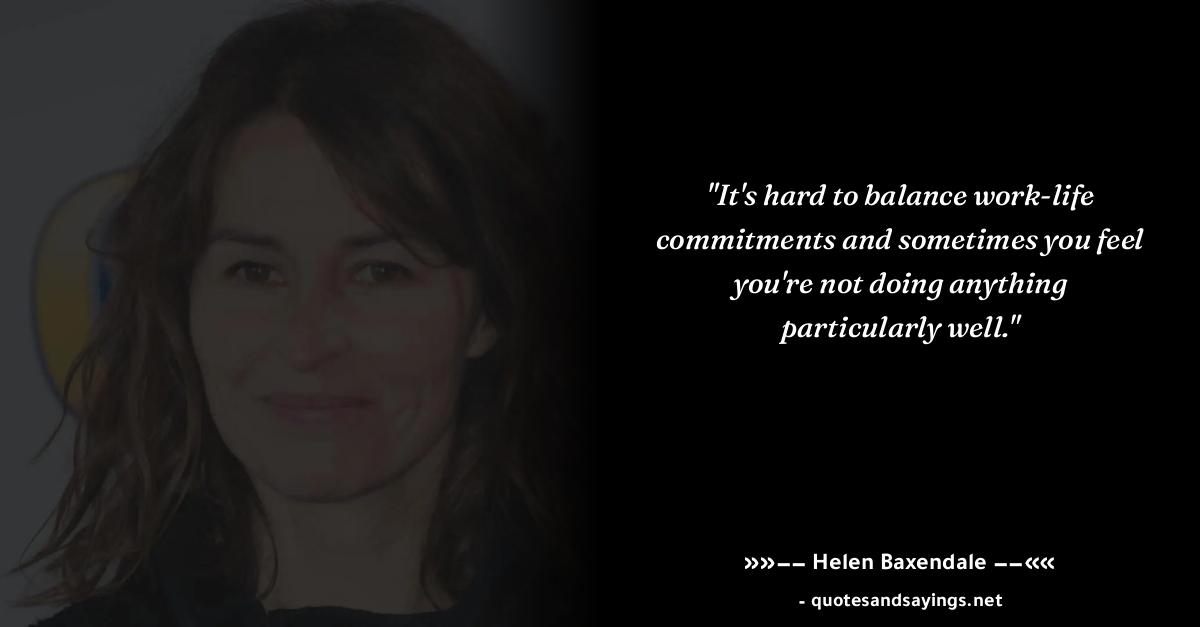 "It's hard to balance work-life
commitments and sometimes you feel
you're not doing anything
particularly well."
»»–– Helen Baxendale ––««
- quotesandsayings.net